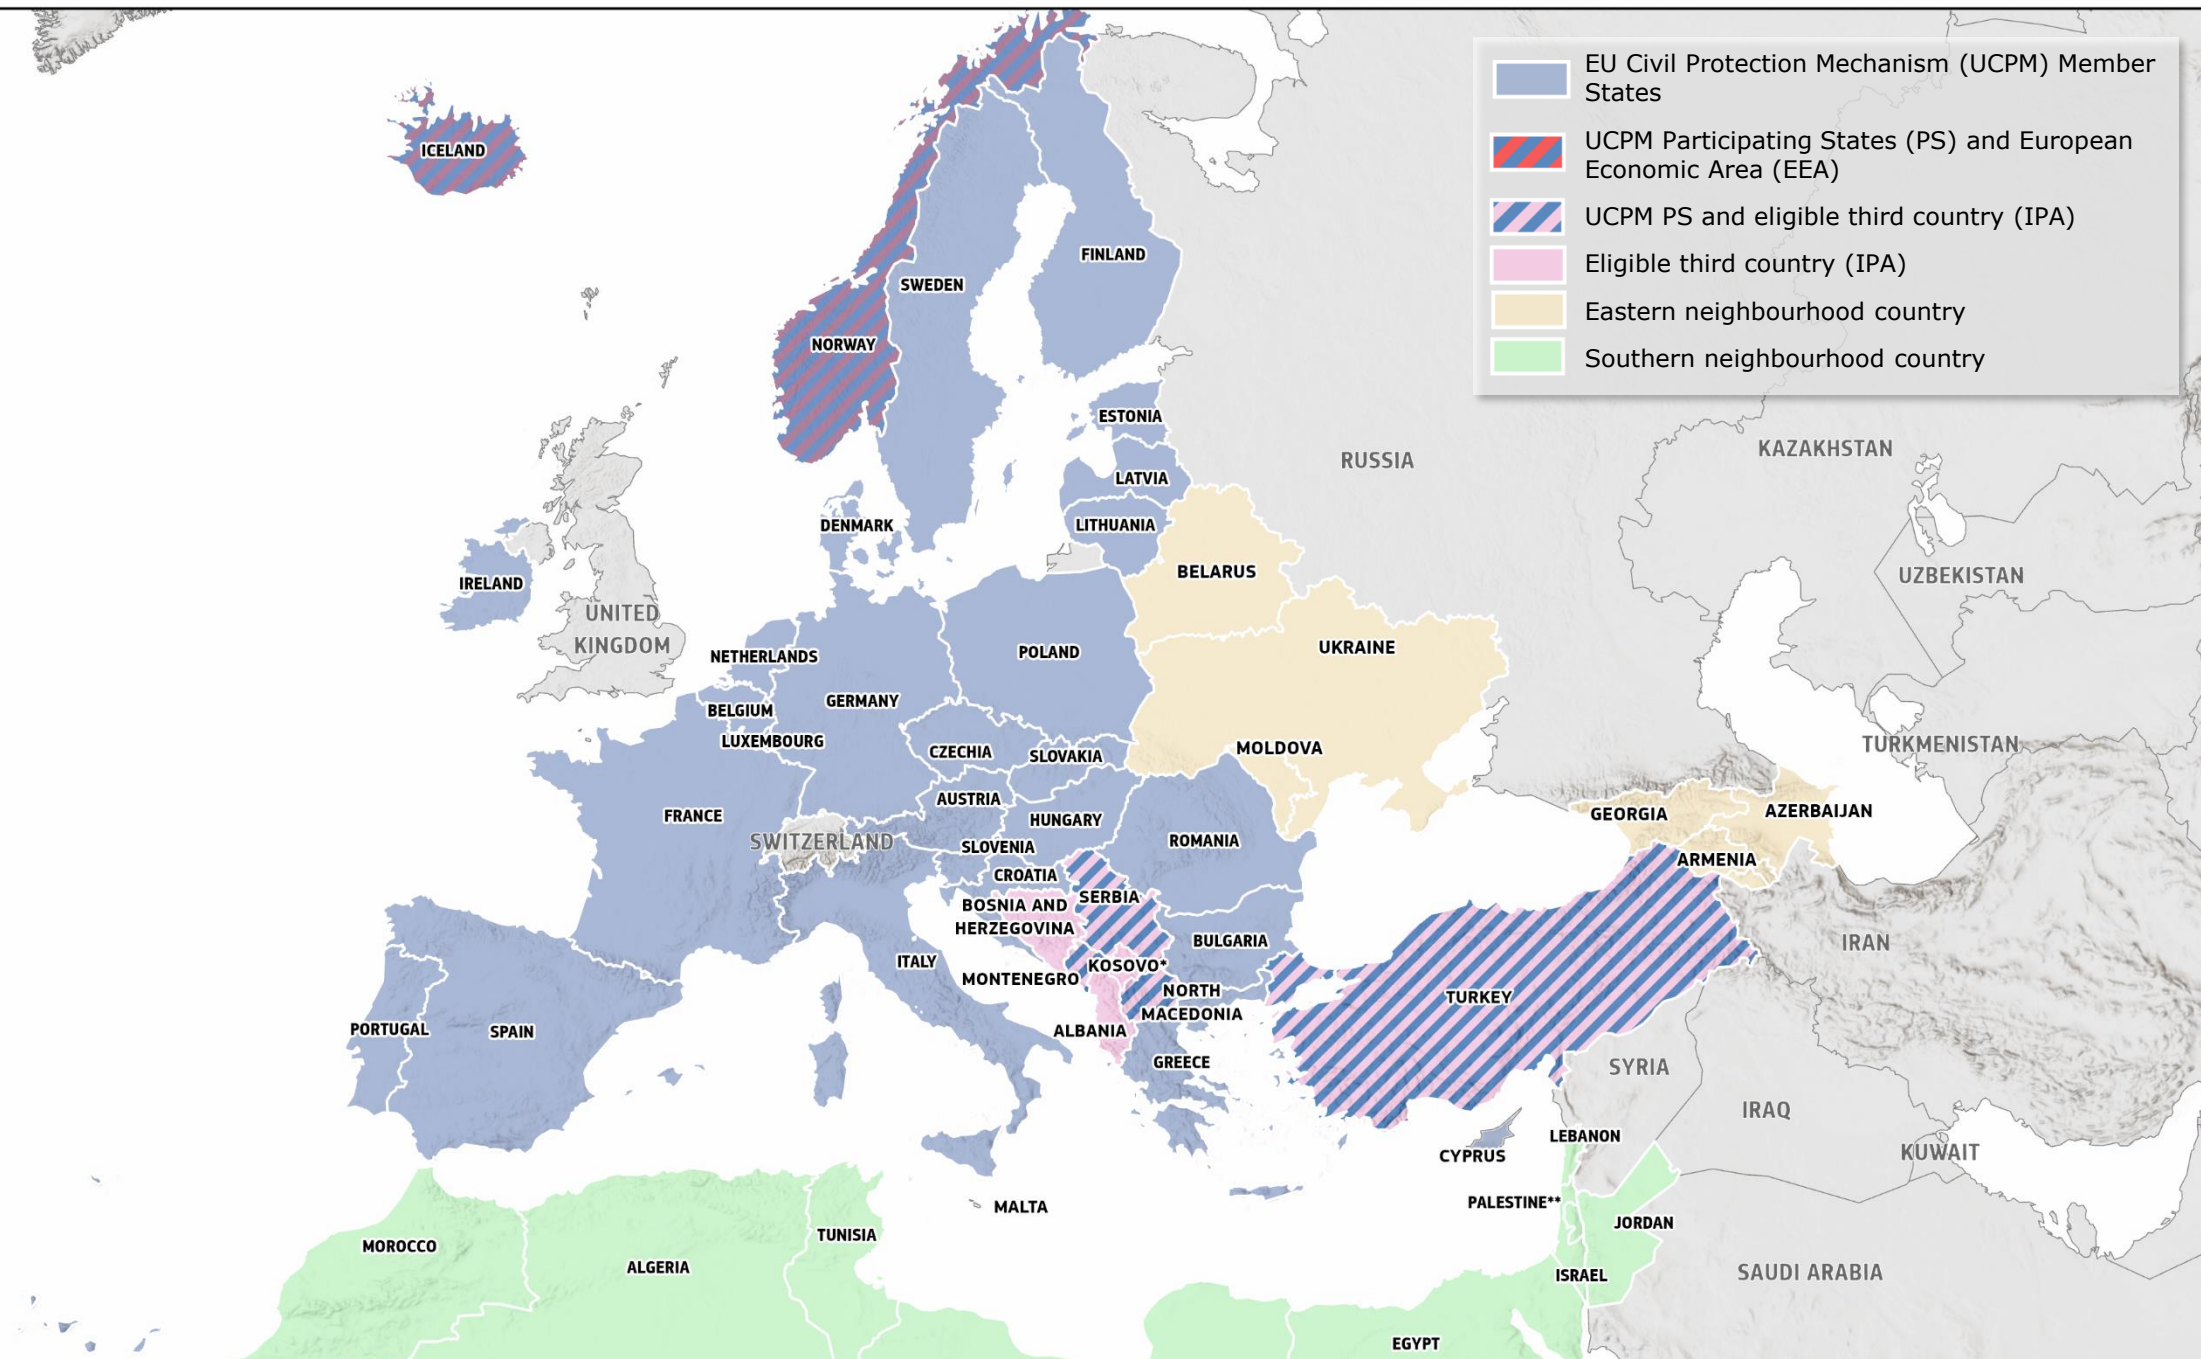 EU Civil Protection Mechanism (UCPM) Member
States
UCPM Participating States (PS) and European
Economic Area (EEA)
UCPM PS and eligible third country (IPA)
Eligible third country (IPA)
Eastern neighbourhood country
Southern neighbourhood country
ICELAND
FINLAND
SWEDEN
NORWAY
ESTONIA
RUSSIA
KAZAKHSTAN
LATVIA
DENMARK
LITHUANIA
BELARUS
UZBEKISTAN
IRELAND
UNITED
KINGDOM
NETHERLANDS
POLAND
UKRAINE
GERMANY
BELGIUM
LUXEMBOURG
CZECHIA
SLOVAKIA
MOLDOVA
TURKMENISTAN
AUSTRIA
FRANCE
HUNGARY
GEORGIA
AZERBAIJAN
SWITZERLAND
SLOVENIA
ROMANIA
ARMENIA
CROATIA
SERBIA
BOSNIA AND
HERZEGOVINA
BULGARIA
IRAN
ITALY
KOSOVO*
MONTENEGRO
NORTH
MACEDONIA
TURKEY
PORTUGAL
SPAIN
ALBANIA
GREECE
SYRIA
IRAQ
LEBANON
CYPRUS
KUWAIT
PALESTINE**
MALTA
JORDAN
TUNISIA
MOROCCO
ALGERIA
ISRAEL
SAUDI ARABIA
EGYPT